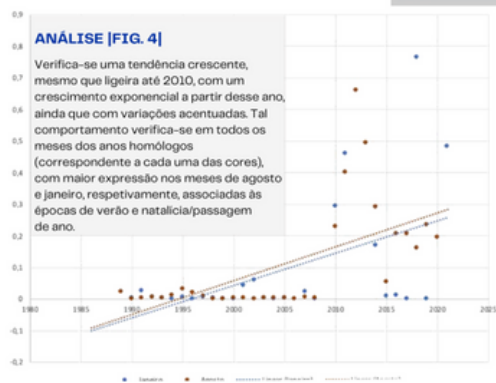 0,9
ANÁLISE |FIG. 4|
0,8
Verifica-se uma tendência crescente,
mesmo que ligeira até 2010, com um
0,7
crescimento exponencial a partir desse ano,
ainda que com variações acentuadas. Tal
0,6
comportamento verifica-se em todos os
meses dos anos homólogos
0,5
(correspondente a cada uma das cores),
com maior expressão nos meses de agosto
0,4
e janeiro, respetivamente, associadas às
épocas de verão e natalícia/passagem
0,3
de ano.
0,2
0,1
0
1980 1985 1990 1995 2000 2005 2010 2015 2020 2025
-0,1
-0,2